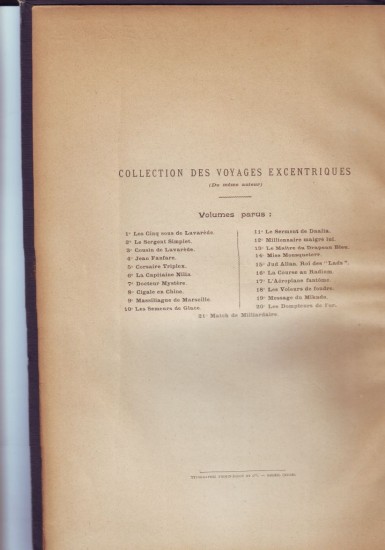 COLLECTION DES VOYAGES EXCENTRIQUES
(Du même auteur)
Volumes parus :
1° Les Cinq sous de Lavarède.
2° Le Sergent Simplet.
3° Cousin de Lavarède.
4° Jean Fanfare.
5° Corsaire Triplex.
6° La Capitaine Nilia.
7° Docteur Mystère.
8° Cigale en Chine.
9° Massiliague de Marseille.
10° Les Semeurs de Glace.
11° Le Serment de Daalia.
12° Millionnaire malgré lui.
13° Le Maître du Drapeau Bleu.
14° Miss Mousqueterr.
15° Jud Allan, Roi des "Lads".
16° La Course au Radium.
17° L'Aéroplane fantôme.
18° Les Voleurs de foudre.
19° Message du Mikado.
20° Les Dompteurs de l'or.
21° Match de Milliardaire.